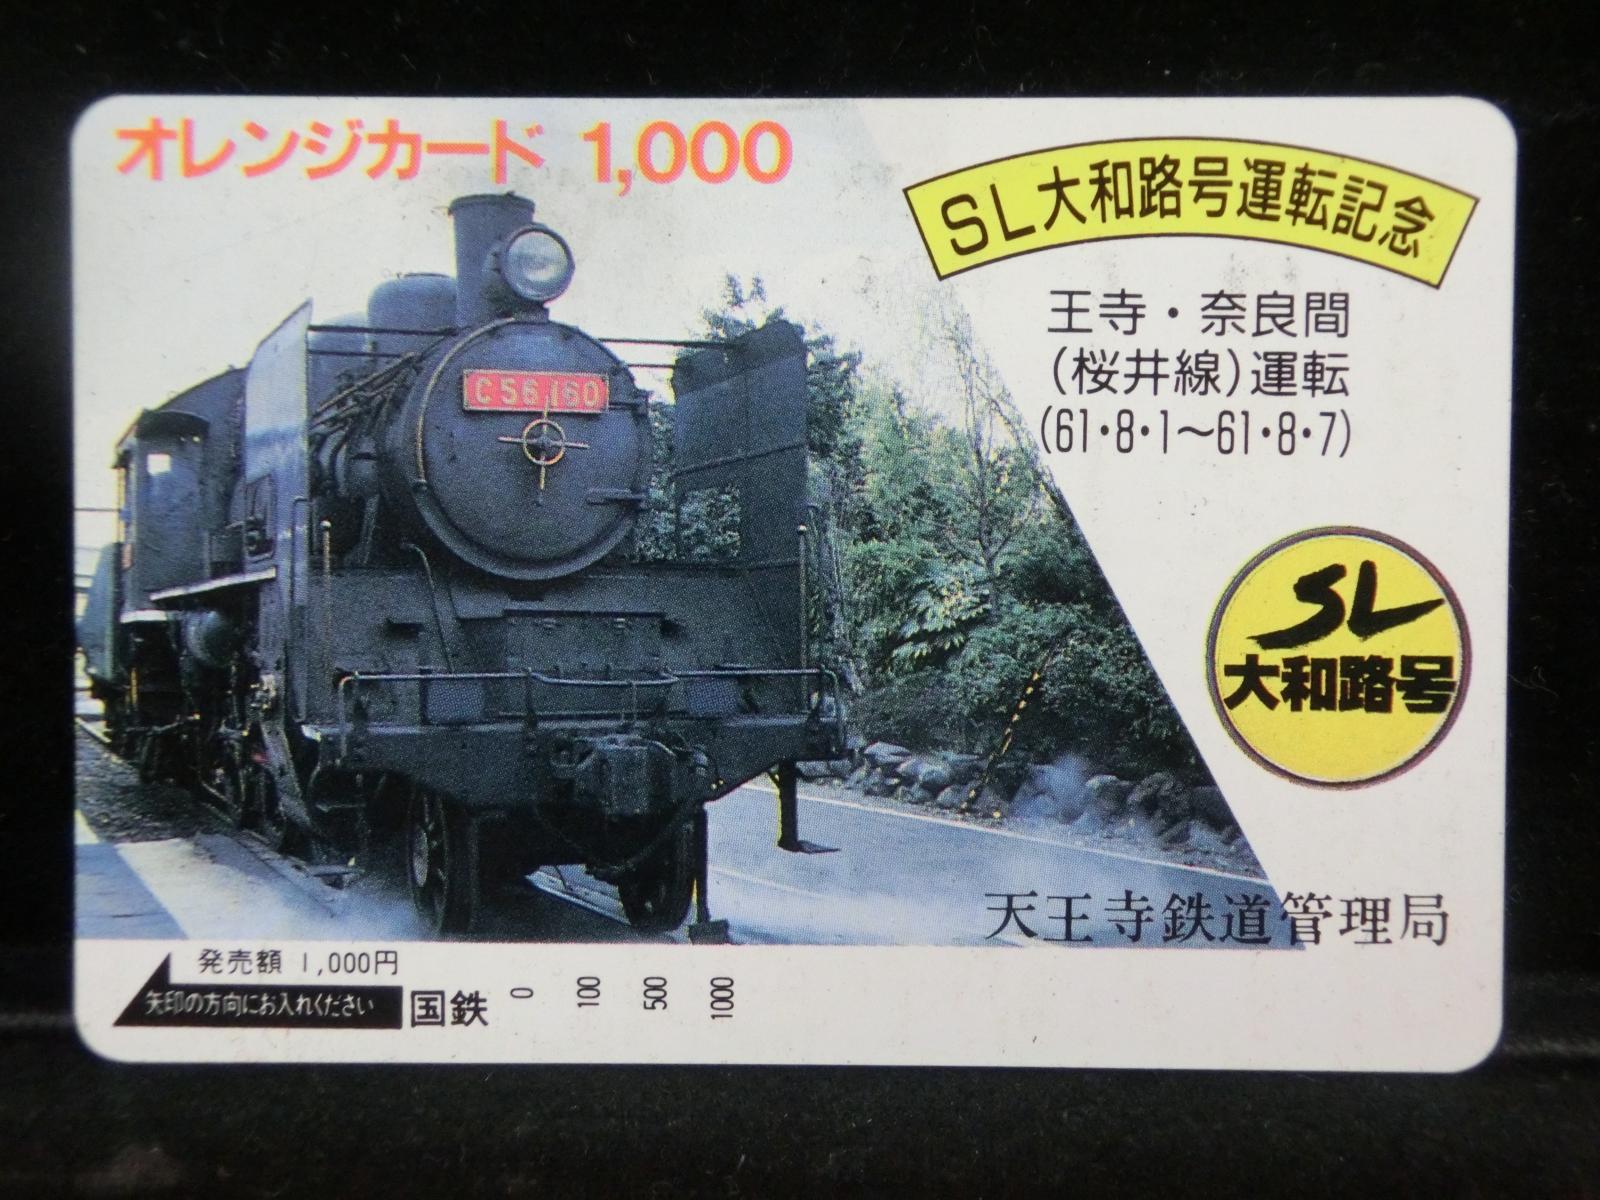 オレンジカード 1,000
SL大和路号運転記念
王寺・奈良間
(桜井線)運転
(61・8・1〜61・8・7)
C56 160
SL
大和路号
天王寺鉄道管理局
発売額 1,000円
矢印の方向にお入れください
国鉄 0 100 500 1000